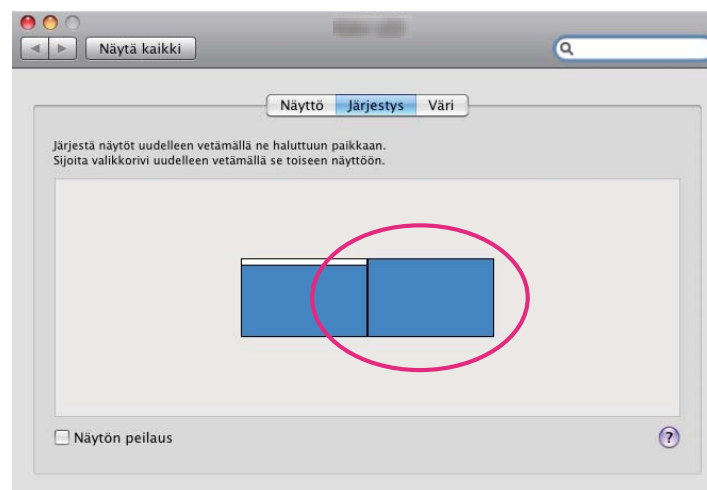 Näytä kaikki
Näyttö Järjestys Väri
Järjestä näytöt uudelleen vetämällä ne haluttuun paikkaan.
Sijoita valikkorivi uudelleen vetämällä se toiseen näyttöön.
Näytön peilaus
?